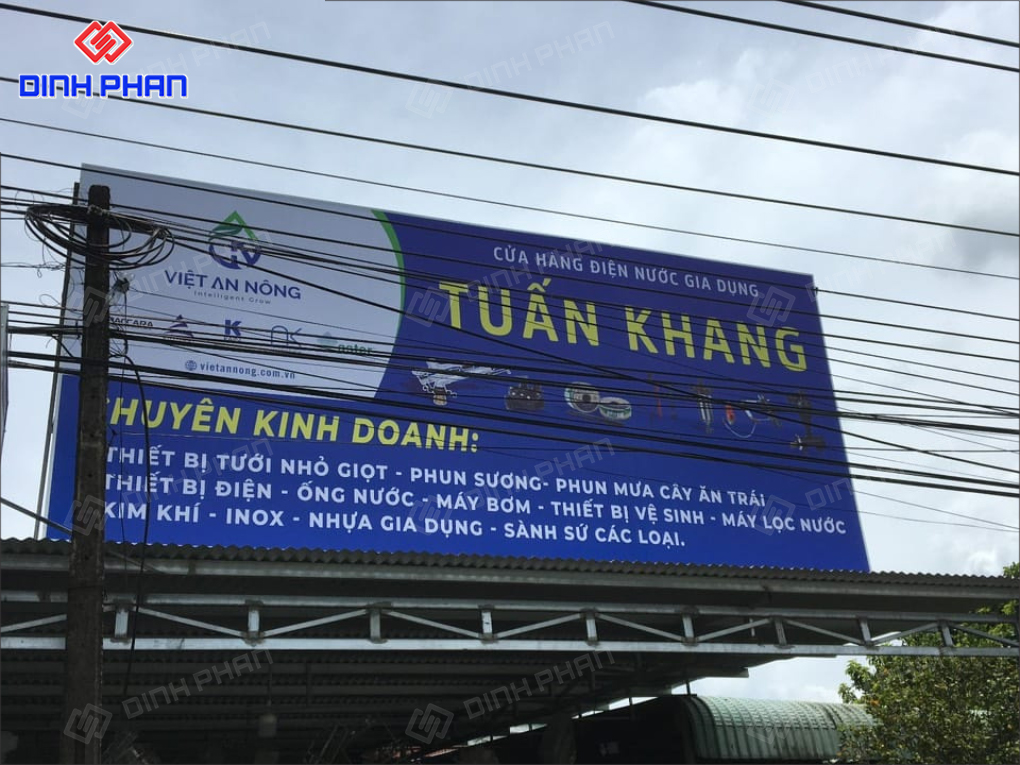 DINH PHAN
CỬA HÀNG ĐIỆN NƯỚC GIA DỤNG
TUẤN KHANG
VIỆT AN NÔNG
Intelligent Grow
K
vietannong.com.vn
CHUYÊN KINH DOANH:
THIẾT BỊ TƯỚI NHỎ GIỌT - PHUN SƯƠNG- PHUN MƯA CÂY ĂN TRÁI
THIẾT BỊ ĐIỆN - ỐNG NƯỚC - MÁY BƠM - THIẾT BỊ VỆ SINH - MÁY LỌC NƯỚC
KIM KHÍ - INOX - NHỰA GIA DỤNG - SÀNH SỨ CÁC LOẠI.